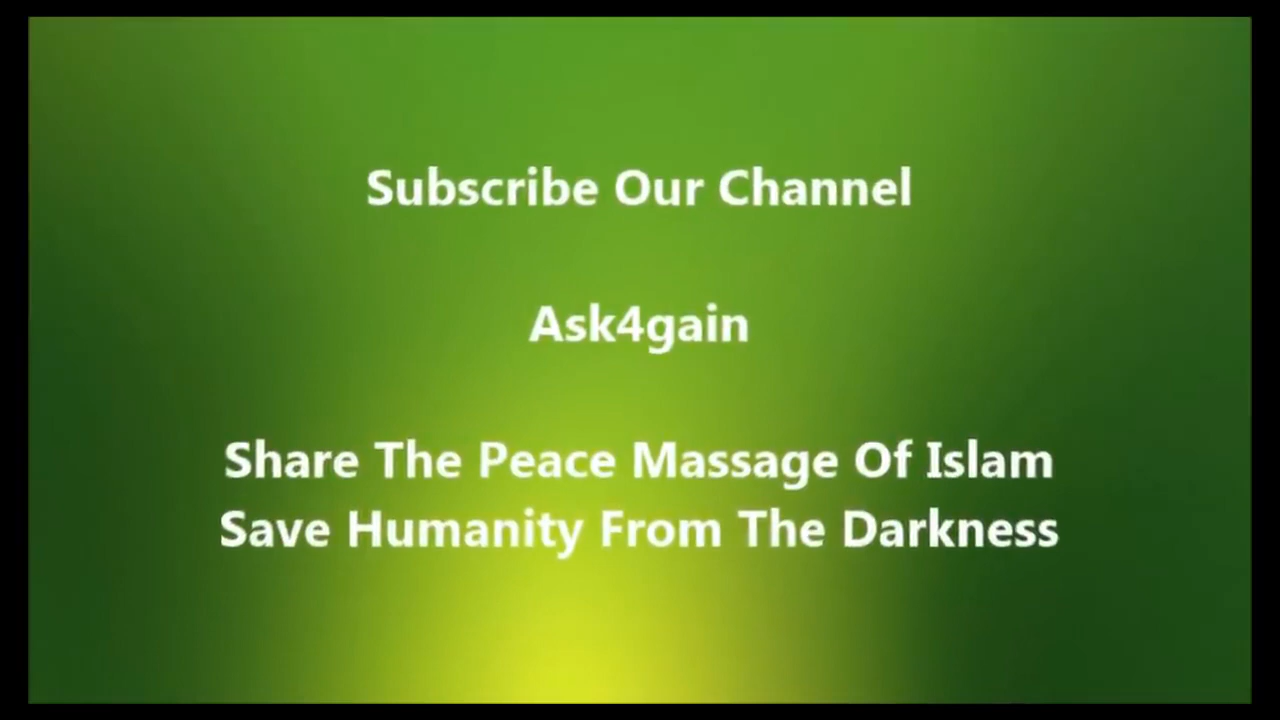 Subscribe Our Channel
Ask4gain
Share The Peace Massage Of Islam
Save Humanity From The Darkness